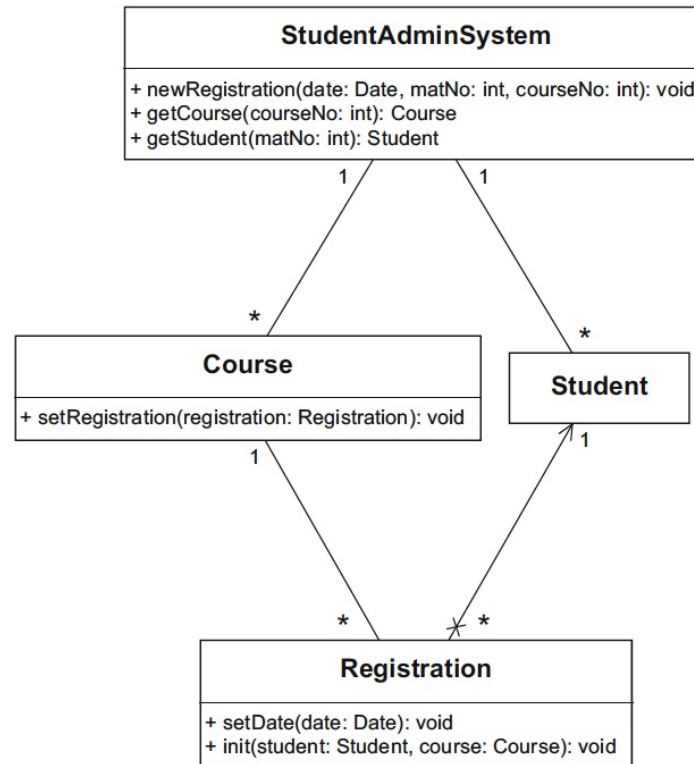 StudentAdminSystem
+ newRegistration(date: Date, matNo: int, courseNo: int): void
+ getCourse(courseNo: int): Course
+ getStudent(matNo: int): Student
1
1
*
*
Course
+ setRegistration(registration: Registration): void
Student
1
1
*
*
Registration
+ setDate(date: Date): void
+ init(student: Student, course: Course): void